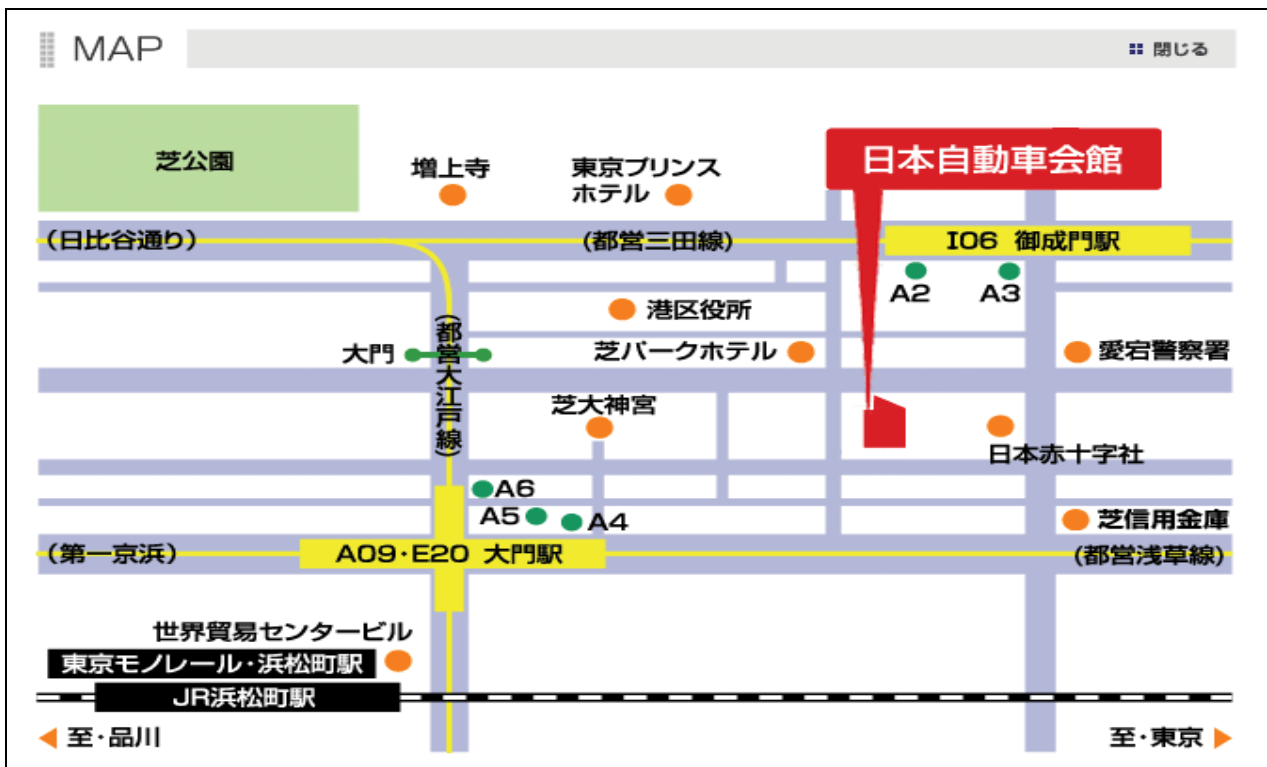 MAP
閉じる
芝公園
増上寺
東京プリンス
ホテル
日本自動車会館
(日比谷通り)
(都営三田線)
I06 御成門駅
A2
A3
港区役所
(都営大江戸線)
大門
芝パークホテル
愛宕警察署
芝大神宮
日本赤十字社
A6
A5
A4
芝信用金庫
(第一京浜)
A09・E20 大門駅
(都営浅草線)
世界貿易センタービル
東京モノレール・浜松町駅
JR浜松町駅
至・品川
至・東京